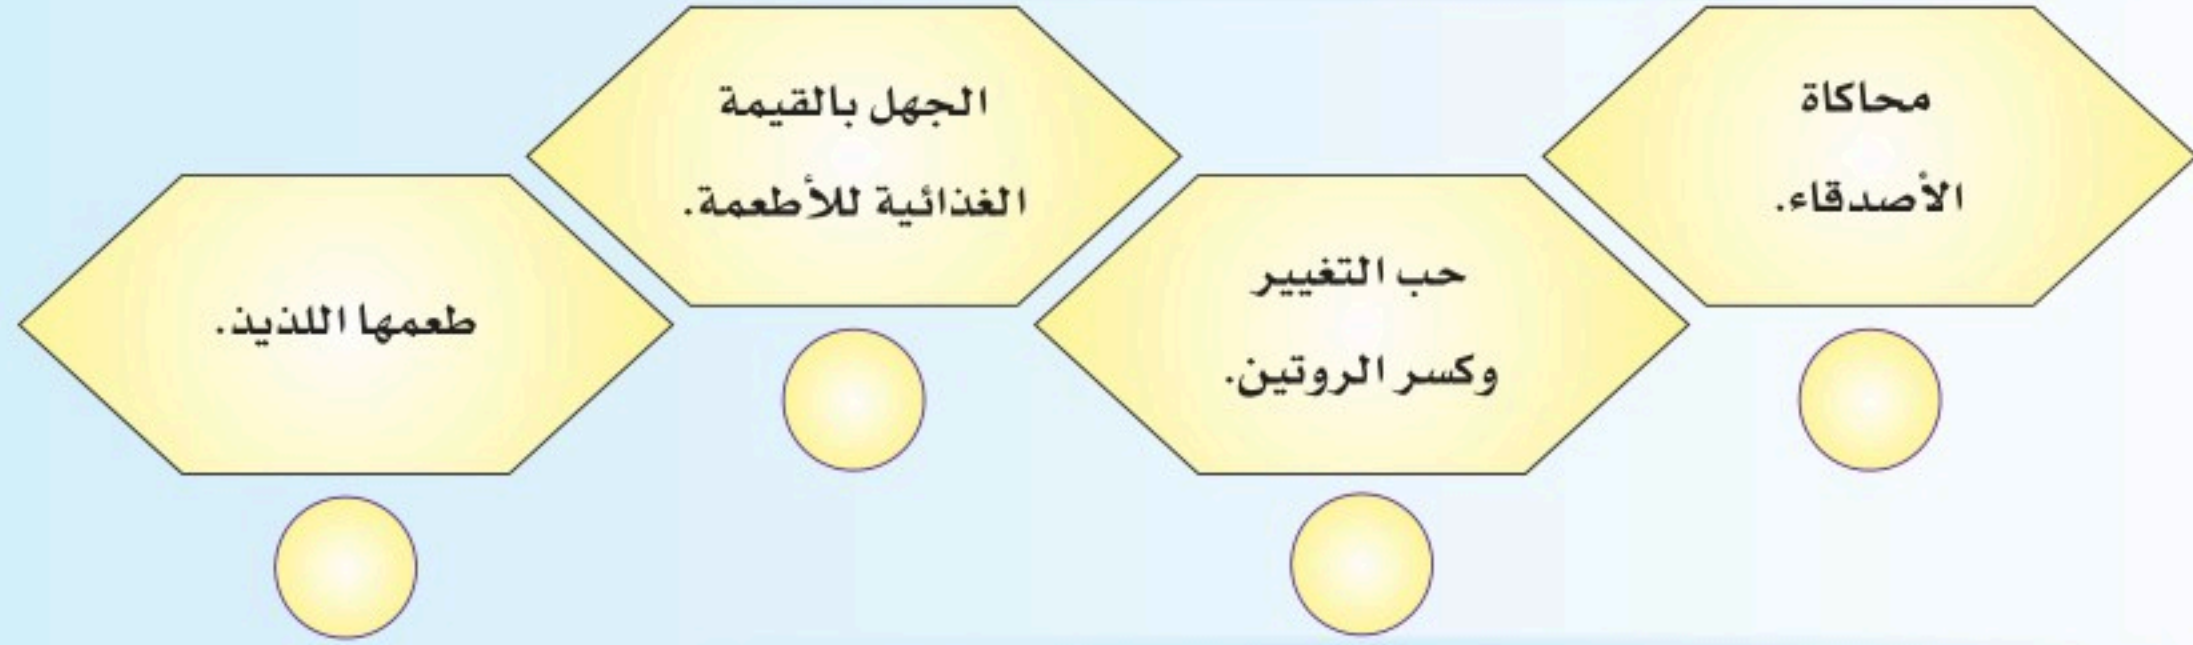 محاكاة
الأصدقاء.
حب التغيير
وكسر الروتين.
الجهل بالقيمة
الغذائية للأطعمة.
طعمها اللذيذ.